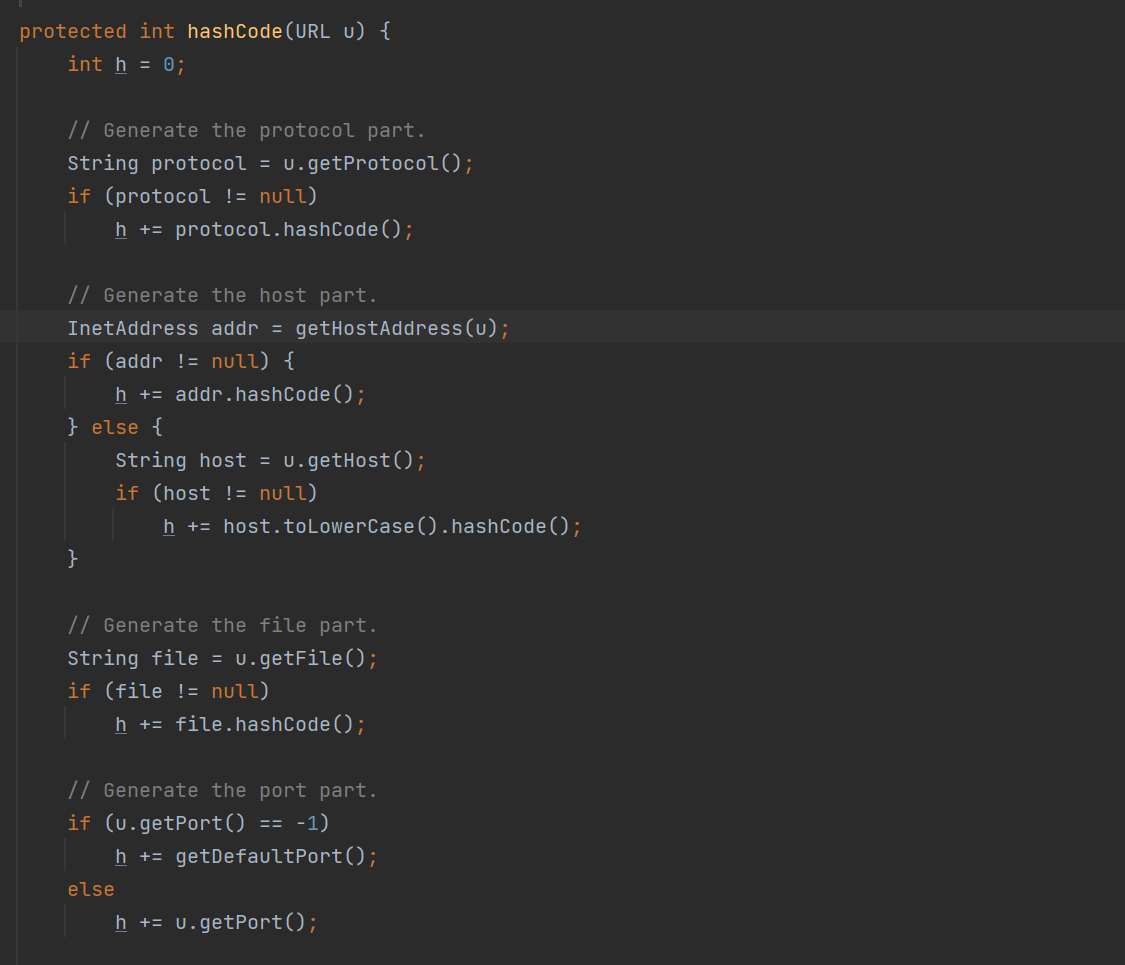 protected int hashCode(URL u) {
    int h = 0;

    // Generate the protocol part.
    String protocol = u.getProtocol();
    if (protocol != null)
        h += protocol.hashCode();

    // Generate the host part.
    InetAddress addr = getHostAddress(u);
    if (addr != null) {
        h += addr.hashCode();
    } else {
        String host = u.getHost();
        if (host != null)
            h += host.toLowerCase().hashCode();
    }

    // Generate the file part.
    String file = u.getFile();
    if (file != null)
        h += file.hashCode();

    // Generate the port part.
    if (u.getPort() == -1)
        h += getDefaultPort();
    else
        h += u.getPort();